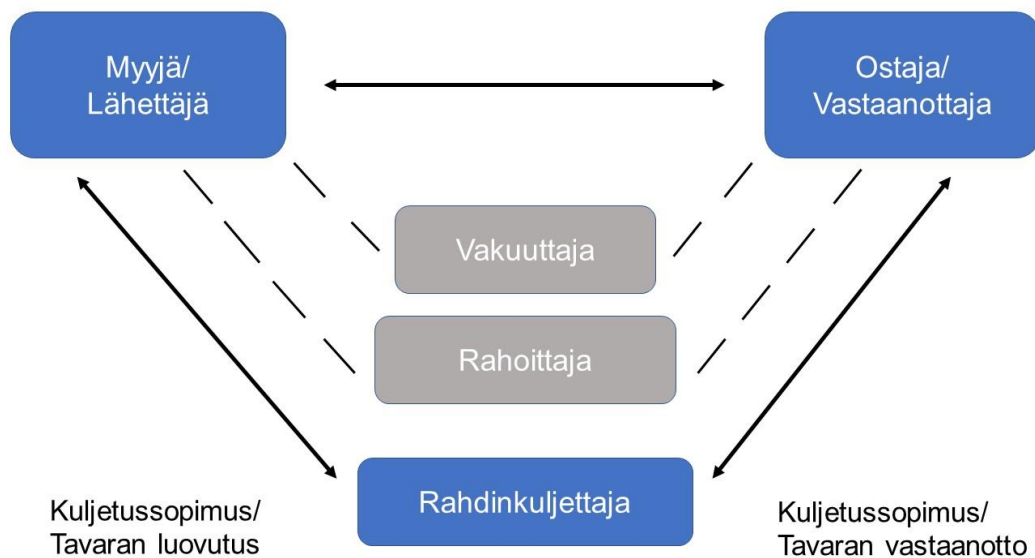 Myyjä/
Lähettäjä
Ostaja/
Vastaanottaja
Vakuuttaja
Rahoittaja
Rahdinkuljettaja
Kuljetussopimus/
Tavaran luovutus
Kuljetussopimus/
Tavaran vastaanotto